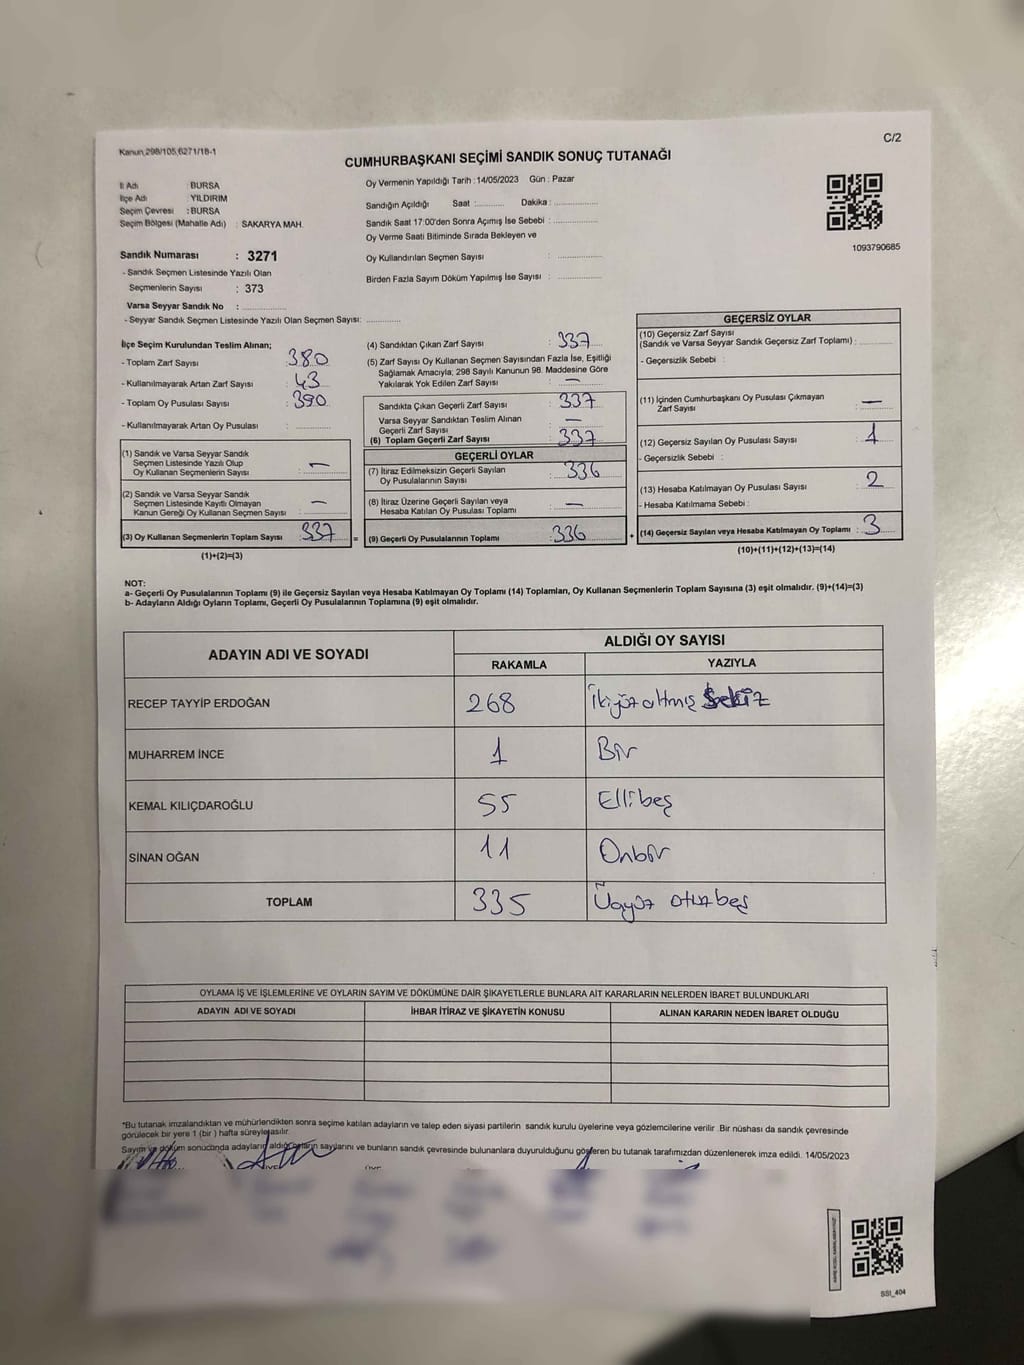 C/2
Kanun 298/105,6271/18-1
CUMHURBAŞKANI SEÇİMİ SANDIK SONUÇ TUTANAĞI
İl Adı : BURSA
İlçe Adı : YILDIRIM
Seçim Çevresi : BURSA
Seçim Bölgesi (Mahalle Adı) : SAKARYA MAH.
Oy Vermenin Yapıldığı Tarih : 14/05/2023 Gün : Pazar
Sandığın Açıldığı Saat : Dakika :
Sandık Saat 17:00'den Sonra Açılmış İse Sebebi :
Oy Verme Saati Bitiminde Sırada Bekleyen ve
Oy Kullandırılan Seçmen Sayısı :
Birden Fazla Sayım Döküm Yapılmış İse Sayısı :
1093790685
Sandık Numarası : 3271
- Sandık Seçmen Listesinde Yazılı Olan
Seçmenlerin Sayısı : 373
Varsa Seyyar Sandık No :
- Seyyar Sandık Seçmen Listesinde Yazılı Olan Seçmen Sayısı:
İlçe Seçim Kurulundan Teslim Alınan;
- Toplam Zarf Sayısı : 380
- Kullanılmayarak Artan Zarf Sayısı : 43
- Toplam Oy Pusulası Sayısı : 390
- Kullanılmayarak Artan Oy Pusulası :
(1) Sandık ve Varsa Seyyar Sandık
Seçmen Listesinde Yazılı Olup
Oy Kullanan Seçmenlerin Sayısı : —
(2) Sandık ve Varsa Seyyar Sandık
Seçmen Listesinde Kayıtlı Olmayan
Kanun Gereği Oy Kullanan Seçmen Sayısı : —
(3) Oy Kullanan Seçmenlerin Toplam Sayısı : 337
(1)+(2)=(3)
(4) Sandıktan Çıkan Zarf Sayısı : 337
(5) Zarf Sayısı Oy Kullanan Seçmen Sayısından Fazla İse, Eşitliği
Sağlamak Amacıyla; 298 Sayılı Kanunun 98. Maddesine Göre
Yakılarak Yok Edilen Zarf Sayısı : —
Sandıkta Çıkan Geçerli Zarf Sayısı : 337
Varsa Seyyar Sandıktan Teslim Alınan
Geçerli Zarf Sayısı : —
(6) Toplam Geçerli Zarf Sayısı : 337
GEÇERLİ OYLAR
(7) İtiraz Edilmeksizin Geçerli Sayılan
Oy Pusulalarının Sayısı : 336
(8) İtiraz Üzerine Geçerli Sayılan veya
Hesaba Katılan Oy Pusulası Toplamı : —
= (9) Geçerli Oy Pusulalarının Toplamı : 336 +
GEÇERSİZ OYLAR
(10) Geçersiz Zarf Sayısı
(Sandık ve Varsa Seyyar Sandık Geçersiz Zarf Toplamı) :
- Geçersizlik Sebebi :
(11) İçinden Cumhurbaşkanı Oy Pusulası Çıkmayan
Zarf Sayısı : —
(12) Geçersiz Sayılan Oy Pusulası Sayısı : 1
- Geçersizlik Sebebi :
(13) Hesaba Katılmayan Oy Pusulası Sayısı : 2
- Hesaba Katılmama Sebebi :
(14) Geçersiz Sayılan veya Hesaba Katılmayan Oy Toplamı : 3
(10)+(11)+(12)+(13)=(14)
NOT:
a- Geçerli Oy Pusulalarının Toplamı (9) ile Geçersiz Sayılan veya Hesaba Katılmayan Oy Toplamı (14) Toplamları, Oy Kullanan Seçmenlerin Toplam Sayısına (3) eşit olmalıdır. (9)+(14)=(3)
b- Adayların Aldığı Oyların Toplamı, Geçerli Oy Pusulalarının Toplamına (9) eşit olmalıdır.
ADAYIN ADI VE SOYADI ALDIĞI OY SAYISI
RAKAMLA YAZIYLA
RECEP TAYYİP ERDOĞAN 268 İkiyüz altmış Sekiz
MUHARREM İNCE 1 Bir
KEMAL KILIÇDAROĞLU 55 Ellibeş
SİNAN OĞAN 11 Onbir
TOPLAM 335 Üçyüz otuzbeş
OYLAMA İŞ VE İŞLEMLERİNE VE OYLARIN SAYIM VE DÖKÜMÜNE DAİR ŞİKAYETLERLE BUNLARA AİT KARARLARIN NELERDEN İBARET BULUNDUKLARI
ADAYIN ADI VE SOYADI İHBAR İTİRAZ VE ŞİKAYETİN KONUSU ALINAN KARARIN NEDEN İBARET OLDUĞU
*Bu tutanak imzalandıktan ve mühürlendikten sonra seçime katılan adayların ve talep eden siyasi partilerin sandık kurulu üyelerine veya gözlemcilerine verilir .Bir nüshası da sandık çevresinde
görülecek bir yere 1 (bir ) hafta süreyle asılır.
Sayım ve döküm sonucunda adayların aldığı oyların sayılarını ve bunların sandık çevresinde bulunanlara duyurulduğunu gösteren bu tutanak tarafımızdan düzenlenerek imza edildi. 14/05/2023
SSI_404